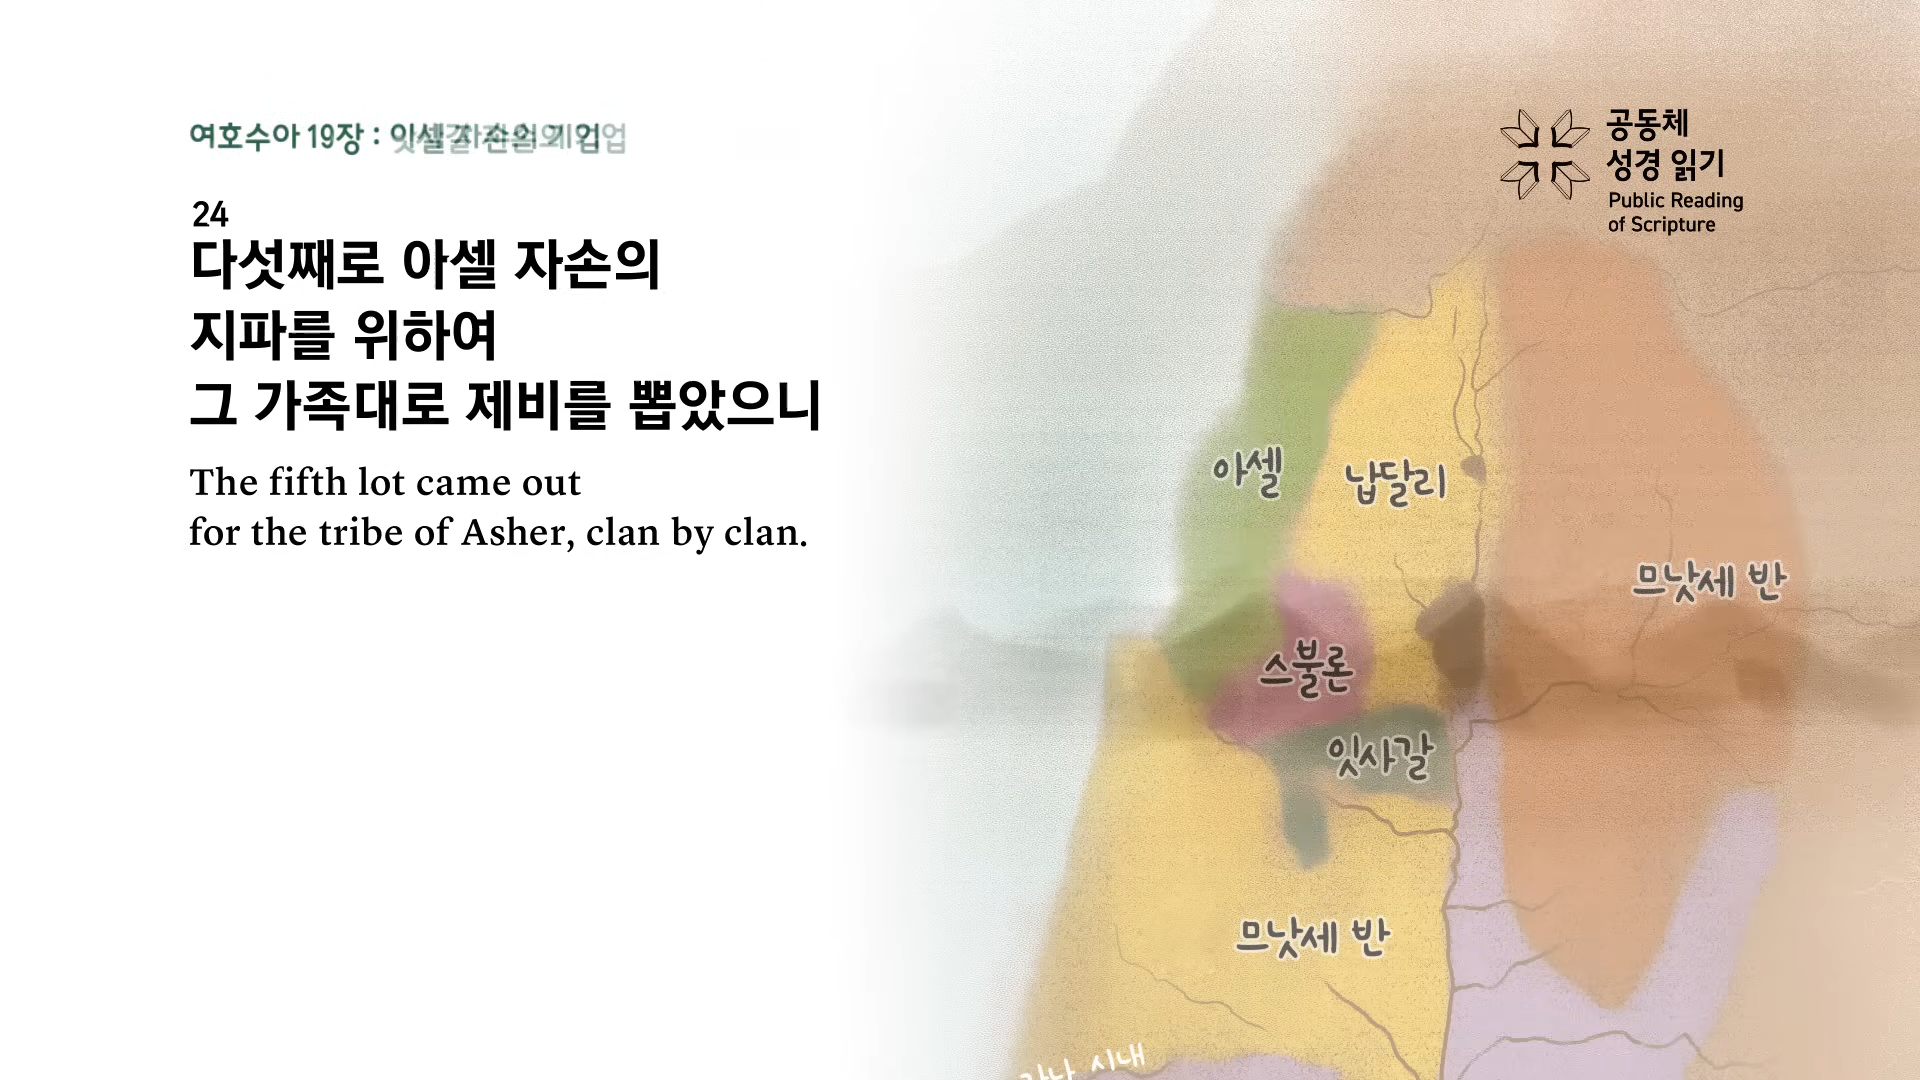 여호수아 19장 :
24
다섯째로 아셀 자손의
지파를 위하여
그 가족대로 제비를 뽑았으니
The fifth lot came out
for the tribe of Asher, clan by clan.
공동체
성경 읽기
Public Reading
of Scripture
아셀
납달리
므낫세 반
스불론
잇사갈
므낫세 반
시내